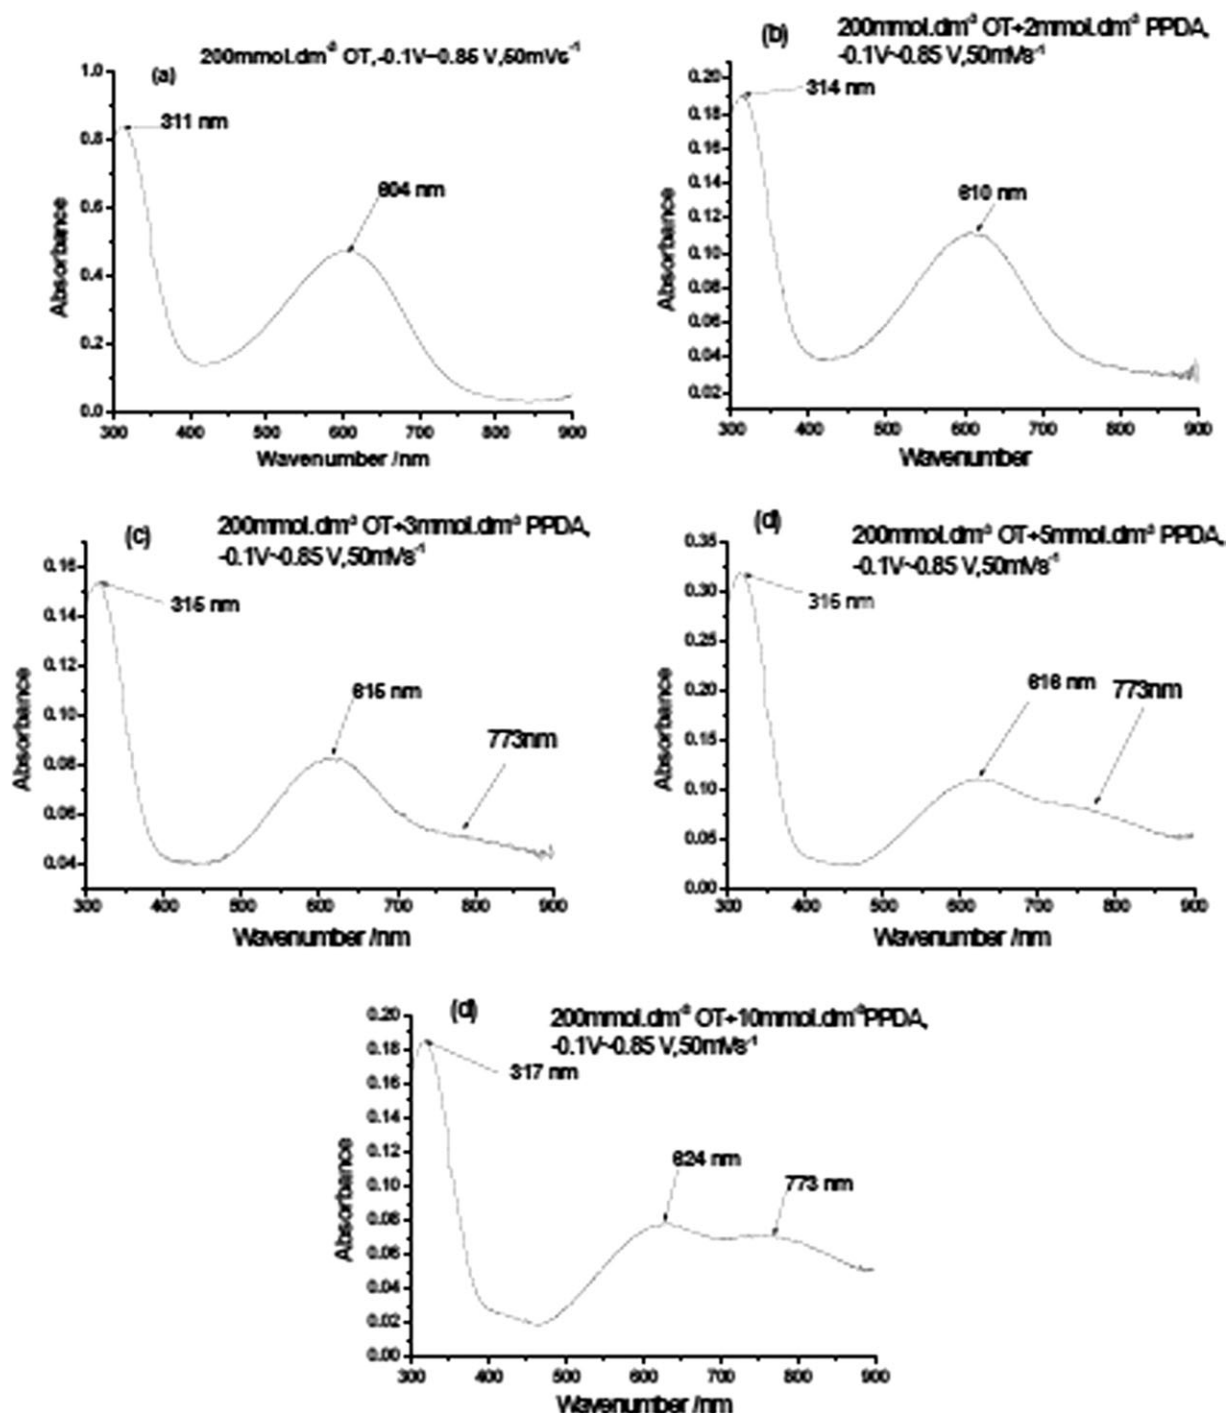 (a)
200mmol.dm-3 OT,-0.1V~0.85 V,50mVs-1
1.0
0.8
0.6
0.4
0.2
0.0
Absorbance
311 nm
604 nm
300 400 500 600 700 800 900
Wavenumber /nm
(b)
200mmol.dm-3 OT+2mmol.dm-3 PPDA,
-0.1V~0.85 V,50mVs-1
0.20
0.18
0.16
0.14
0.12
0.10
0.08
0.06
0.04
0.02
Absorbance
314 nm
610 nm
300 400 500 600 700 800 900
Wavenumber
(c)
200mmol.dm-3 OT+3mmol.dm-3 PPDA,
-0.1V~0.85 V,50mVs-1
0.16
0.14
0.12
0.10
0.08
0.06
0.04
Absorbance
315 nm
615 nm
773nm
300 400 500 600 700 800 900
Wavenumber /nm
(d)
200mmol.dm-3 OT+5mmol.dm-3 PPDA,
-0.1V~0.85 V,50mVs-1
0.35
0.30
0.25
0.20
0.15
0.10
0.05
0.00
Absorbance
316 nm
616 nm
773nm
300 400 500 600 700 800 900
Wavenumber /nm
(d)
200mmol.dm-3 OT+10mmol.dm-3PPDA,
-0.1V~0.85 V,50mVs-1
0.20
0.18
0.16
0.14
0.12
0.10
0.08
0.06
0.04
0.02
0.00
Absorbance
317 nm
624 nm
773 nm
300 400 500 600 700 800 900
Wavenumber /nm